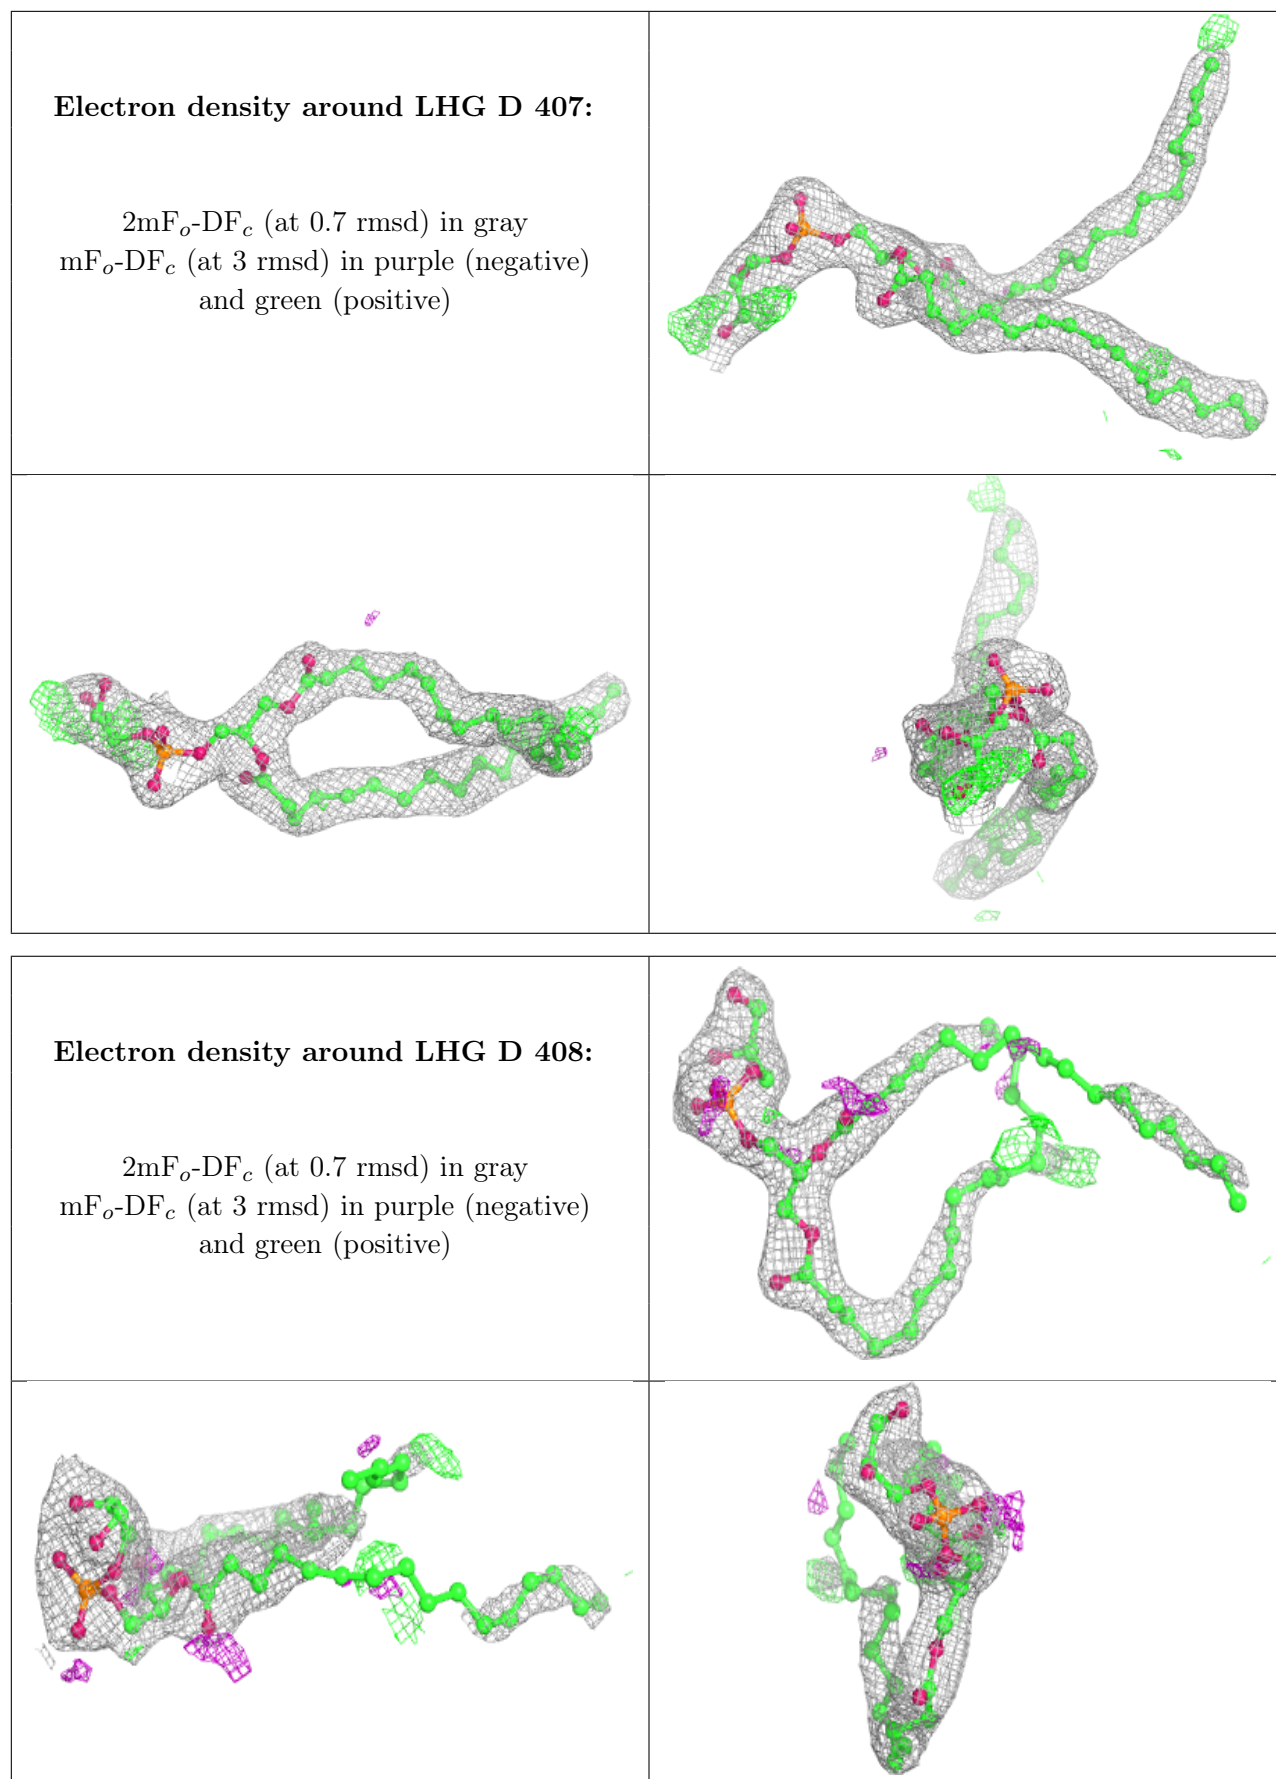 Electron density around LHG D 407:
2mFo-DFc (at 0.7 rmsd) in gray
mFo-DFc (at 3 rmsd) in purple (negative)
and green (positive)
Electron density around LHG D 408:
2mFo-DFc (at 0.7 rmsd) in gray
mFo-DFc (at 3 rmsd) in purple (negative)
and green (positive)